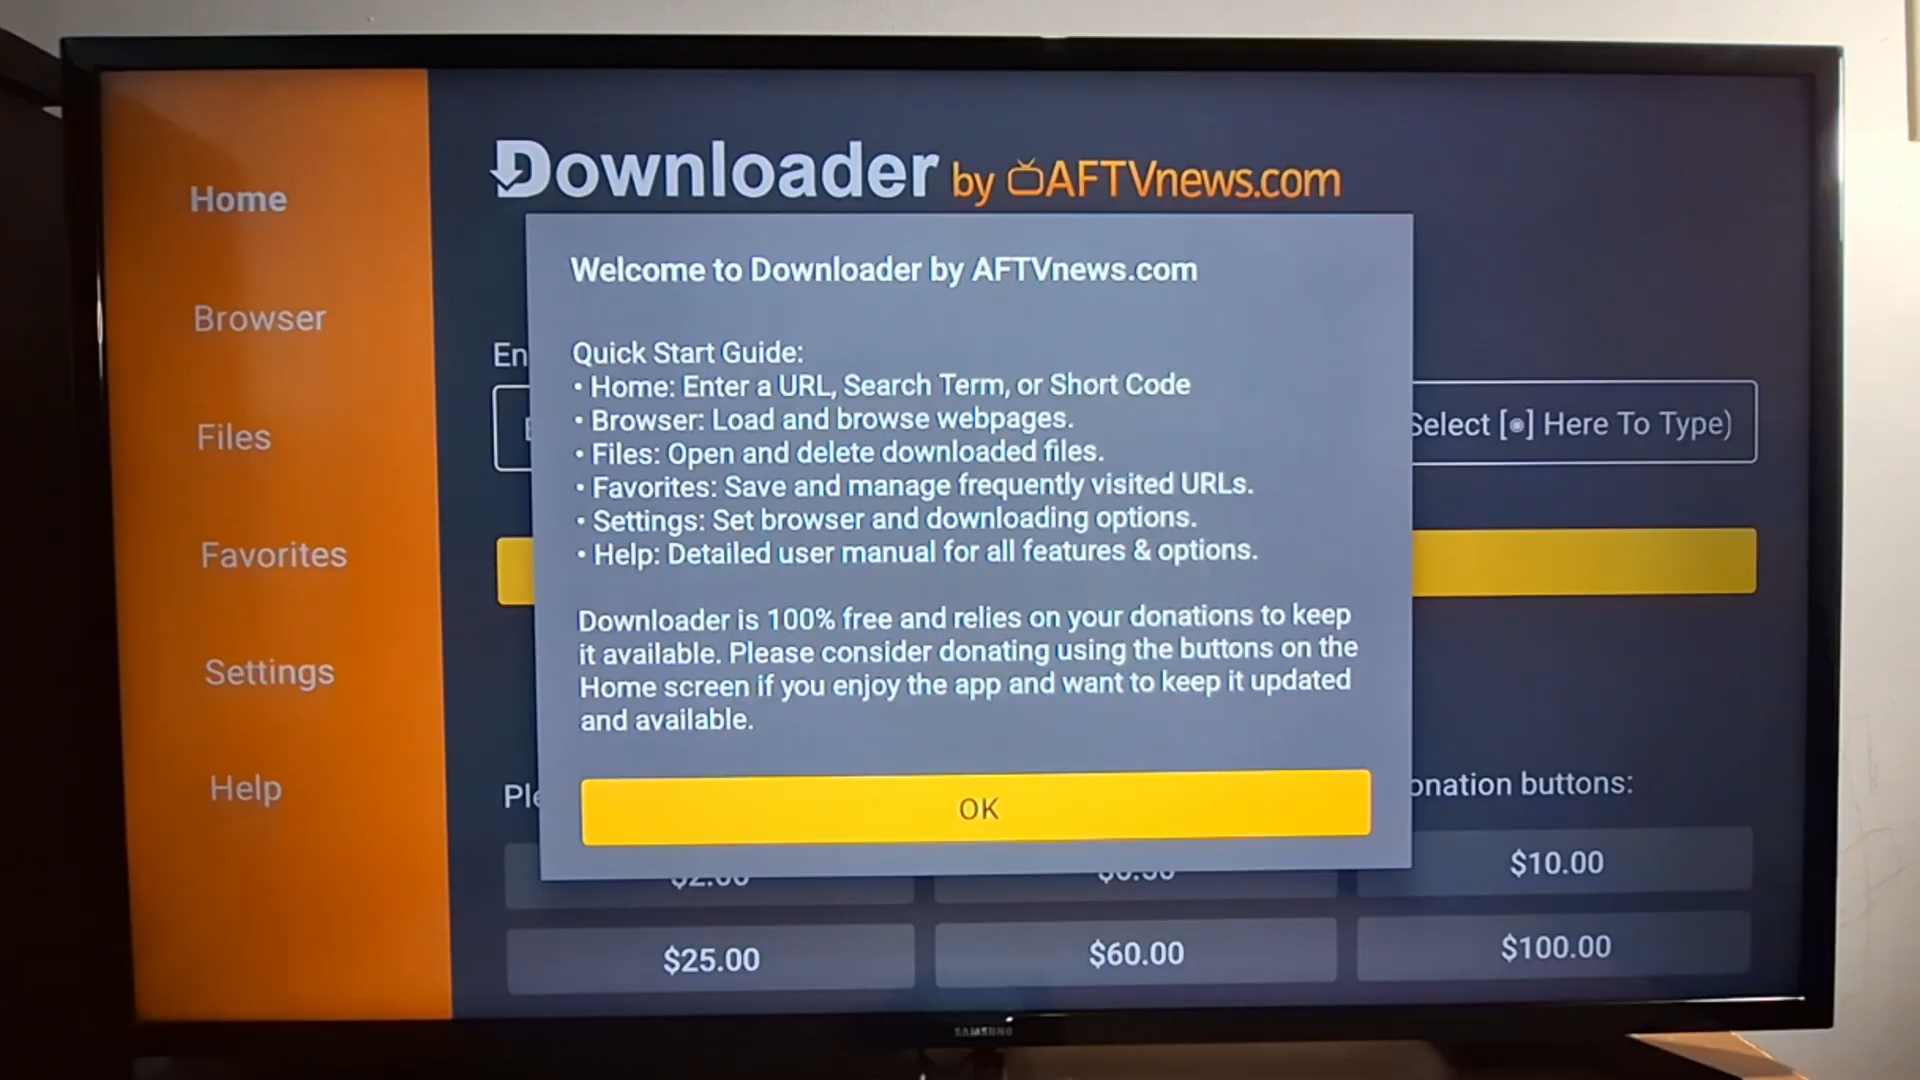 Downloader by AFTVnews.com
Home
Browser
Files
Favorites
Settings
Help
Welcome to Downloader by AFTVnews.com
Quick Start Guide:
• Home: Enter a URL, Search Term, or Short Code
• Browser: Load and browse webpages.
• Files: Open and delete downloaded files.
• Favorites: Save and manage frequently visited URLs.
• Settings: Set browser and downloading options.
• Help: Detailed user manual for all features & options.
Downloader is 100% free and relies on your donations to keep
it available. Please consider donating using the buttons on the
Home screen if you enjoy the app and want to keep it updated
and available.
OK
Select [◉] Here To Type)
buttons:
$10.00
$25.00 $60.00 $100.00
SAMSUNG